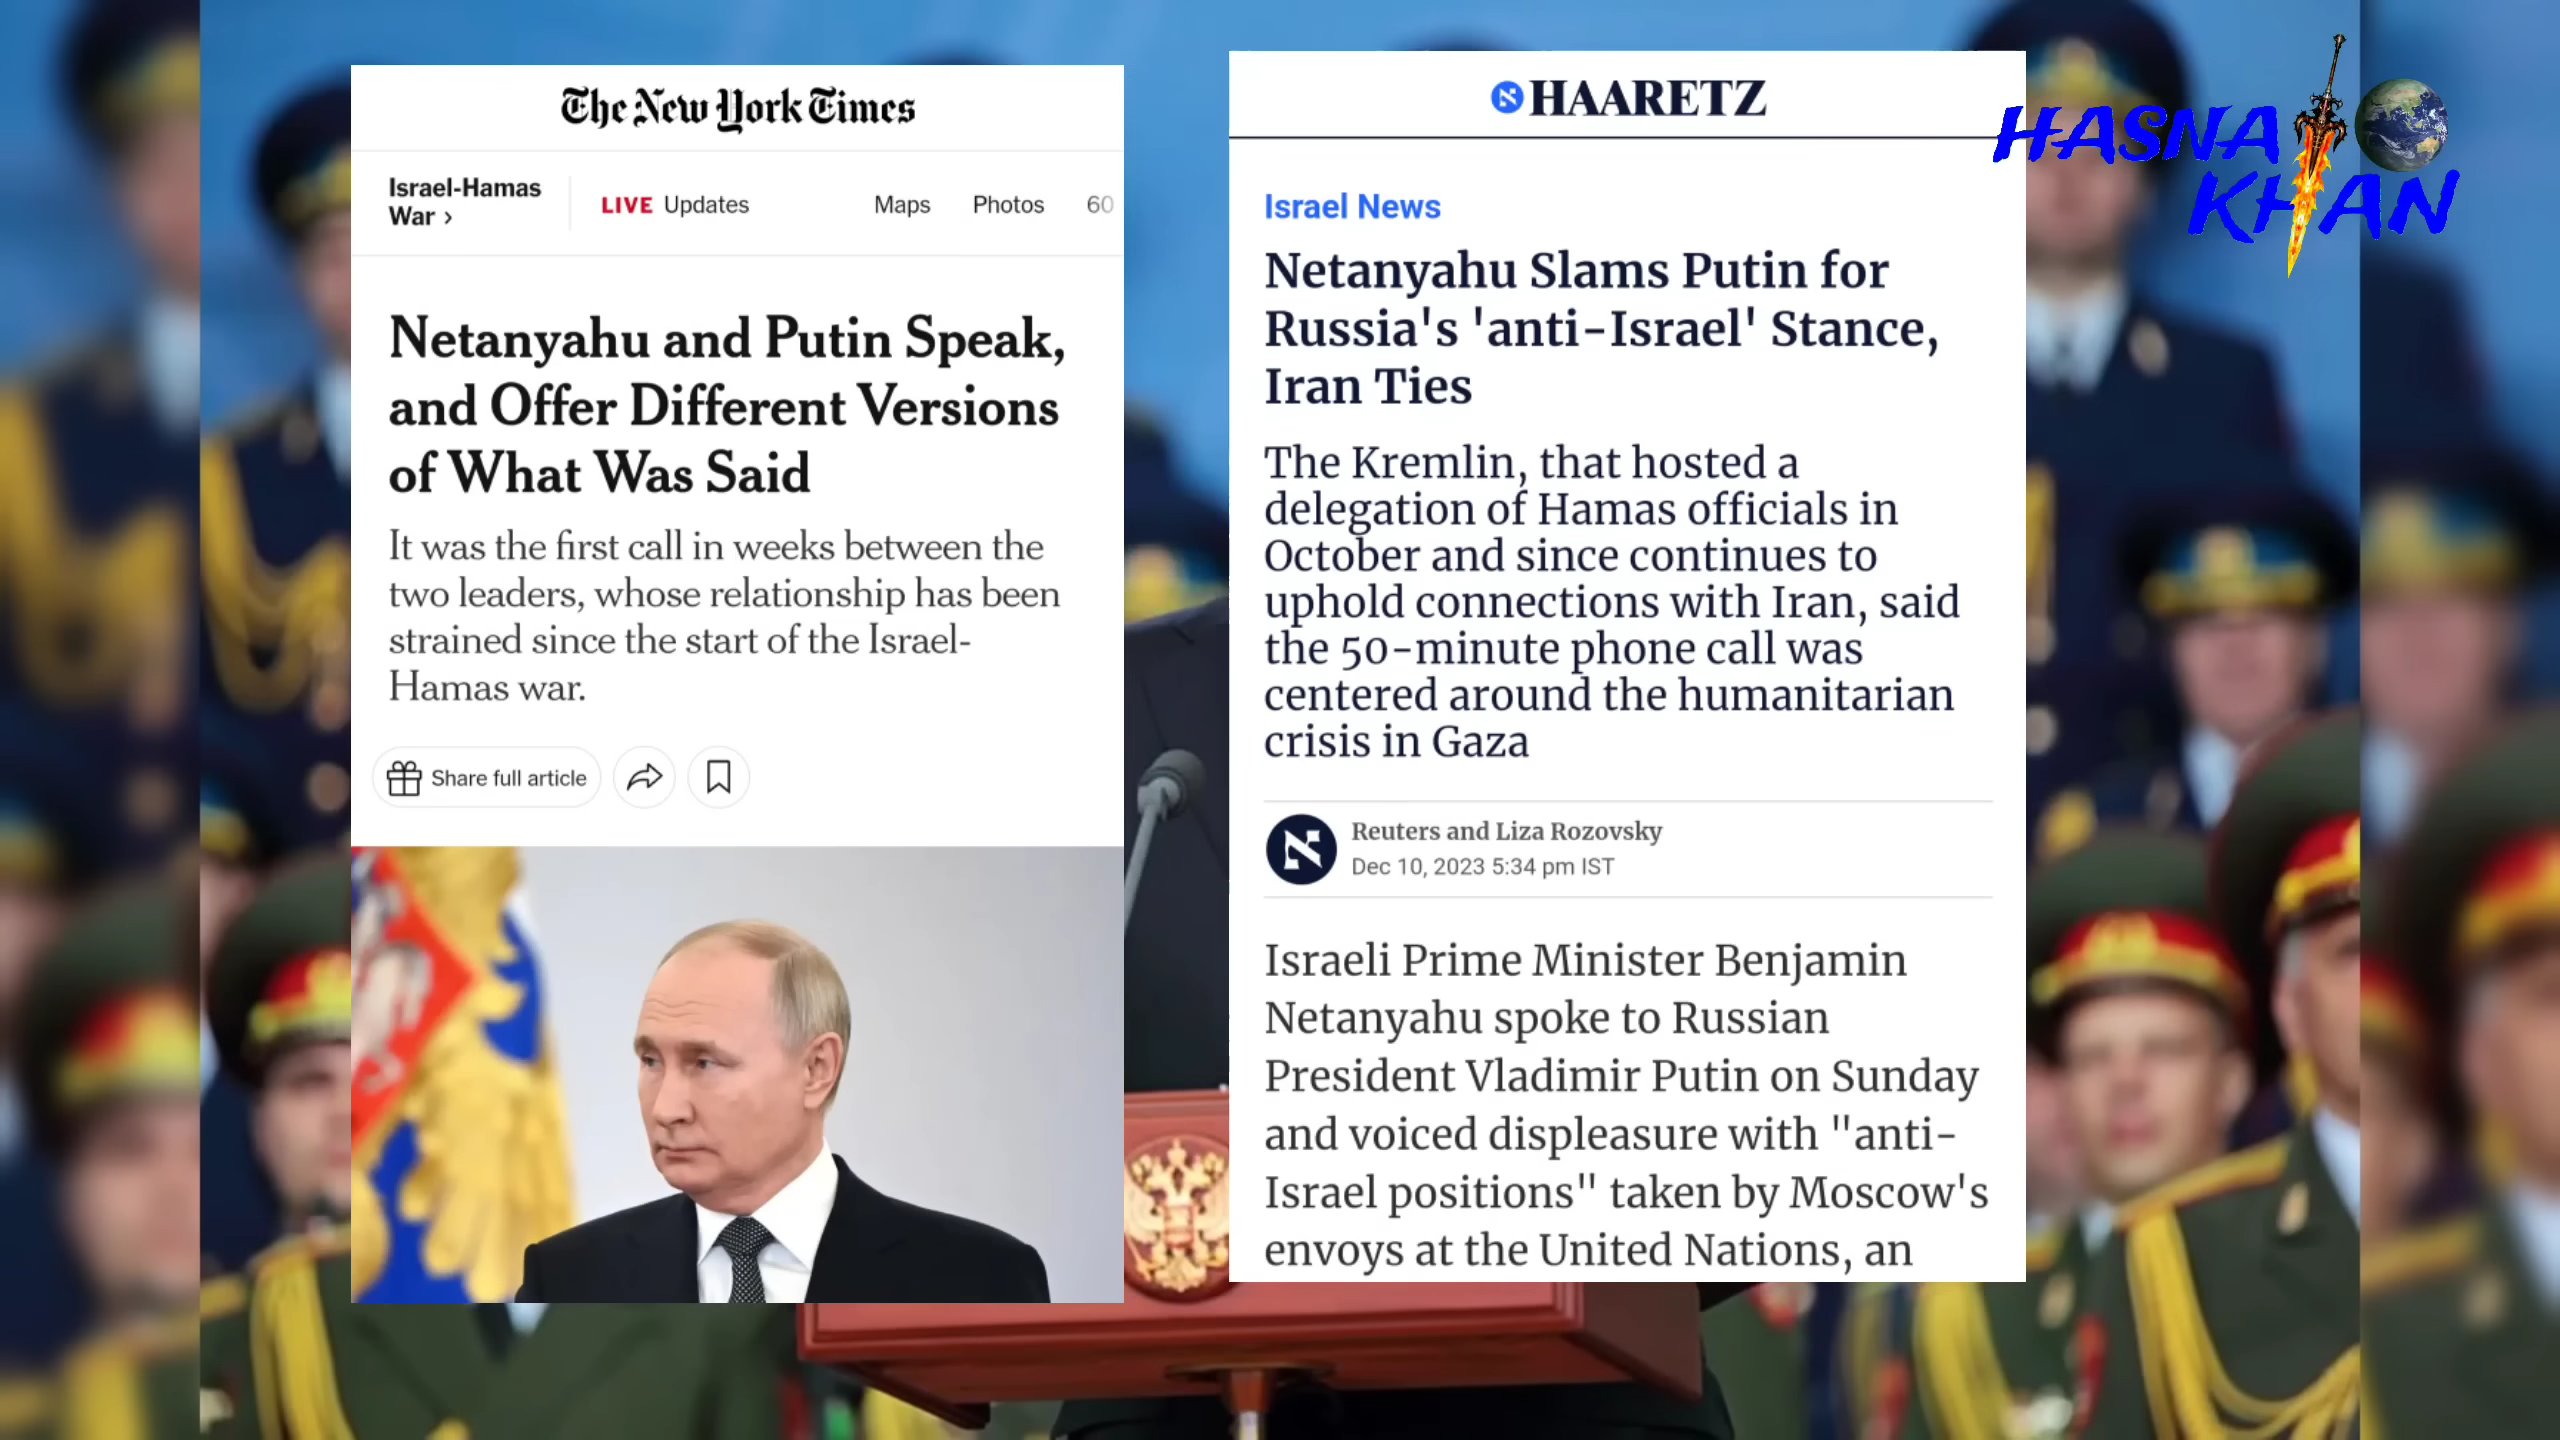 The New York Times
Israel-Hamas
War ›
LIVE Updates
Maps
Photos
60
Netanyahu and Putin Speak,
and Offer Different Versions
of What Was Said
It was the first call in weeks between the
two leaders, whose relationship has been
strained since the start of the Israel-
Hamas war.
Share full article
HAARETZ
Israel News
Netanyahu Slams Putin for
Russia's 'anti-Israel' Stance,
Iran Ties
The Kremlin, that hosted a
delegation of Hamas officials in
October and since continues to
uphold connections with Iran, said
the 50-minute phone call was
centered around the humanitarian
crisis in Gaza
Reuters and Liza Rozovsky
Dec 10, 2023 5:34 pm IST
Israeli Prime Minister Benjamin
Netanyahu spoke to Russian
President Vladimir Putin on Sunday
and voiced displeasure with "anti-
Israel positions" taken by Moscow's
envoys at the United Nations, an
HASNA
KHAN